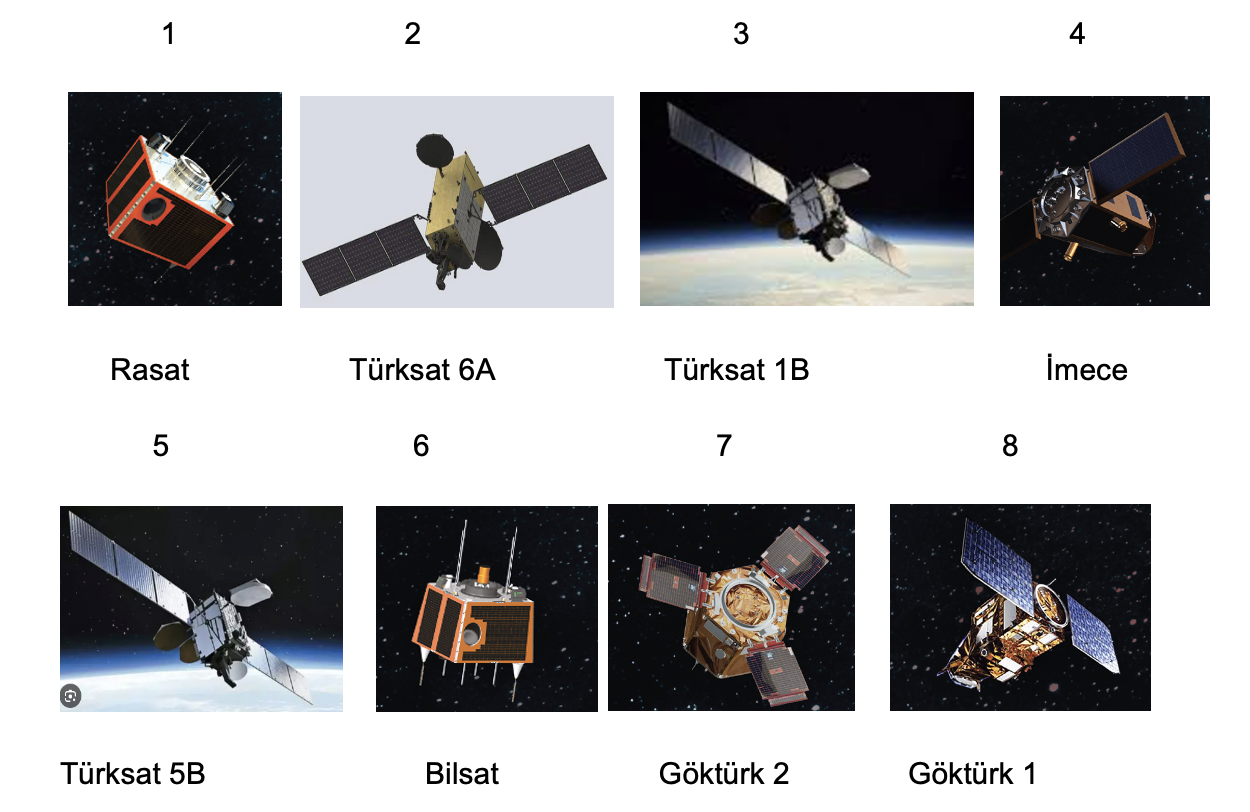 1 2 3 4
Rasat Türksat 6A Türksat 1B İmece
5 6 7 8
Türksat 5B Bilsat Göktürk 2 Göktürk 1